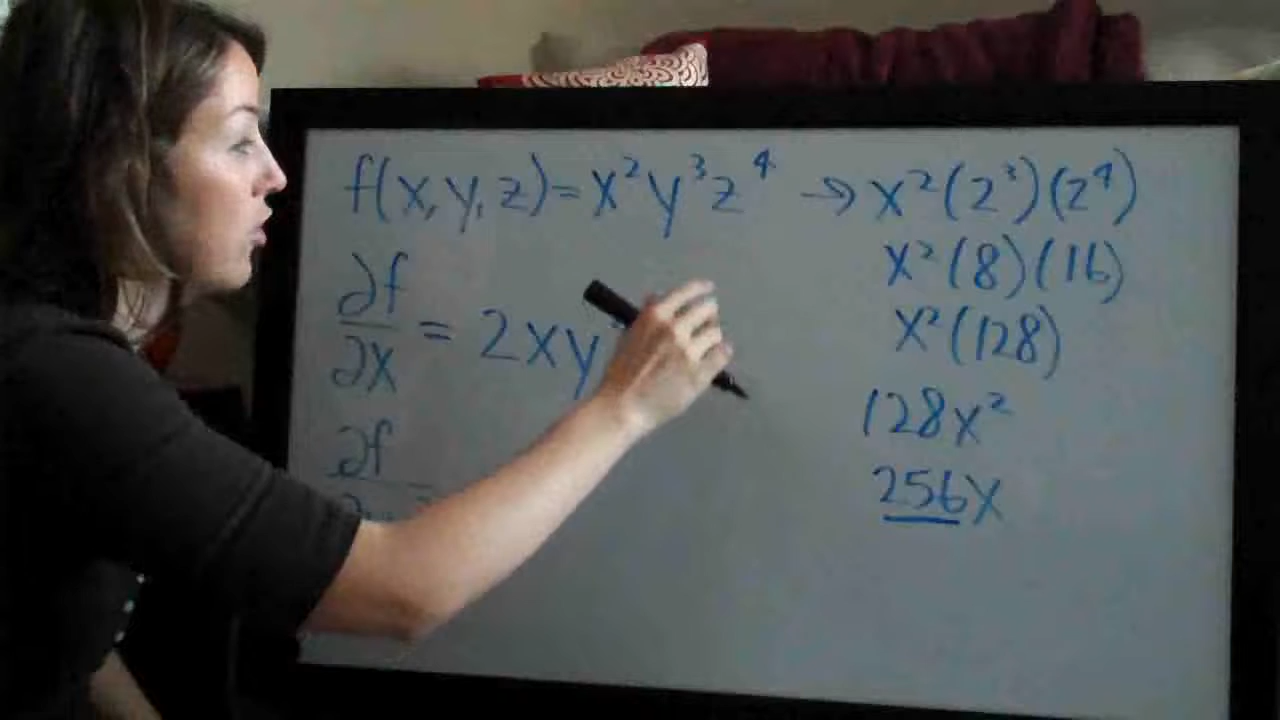 f(x,y,z)=x²y³z⁴ → x²(2³)(2⁴)
x²(8)(16)
∂f/∂x = 2xy
x²(128)
128x²
∂f
256x